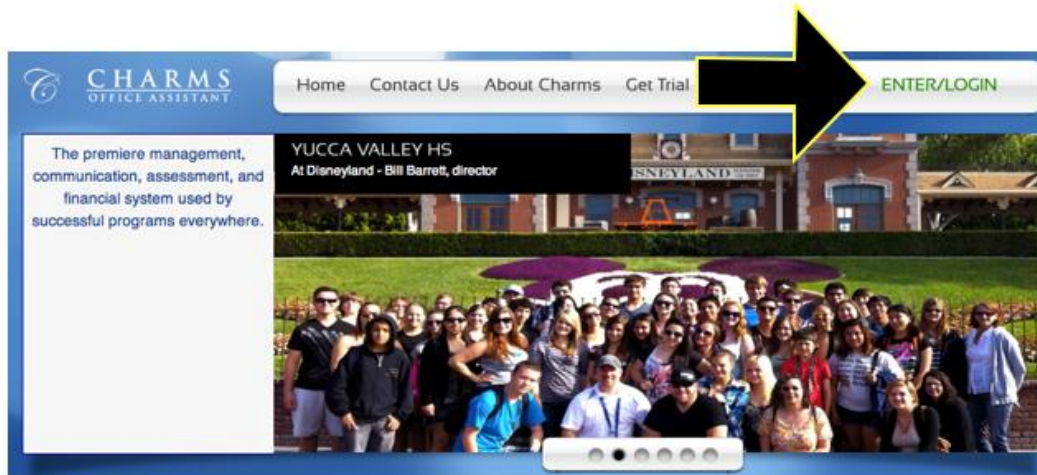 C CHARMS
OFFICE ASSISTANT
Home Contact Us About Charms Get Trial ENTER/LOGIN
The premiere management,
communication, assessment, and
financial system used by
successful programs everywhere.
YUCCA VALLEY HS
At Disneyland - Bill Barrett, director